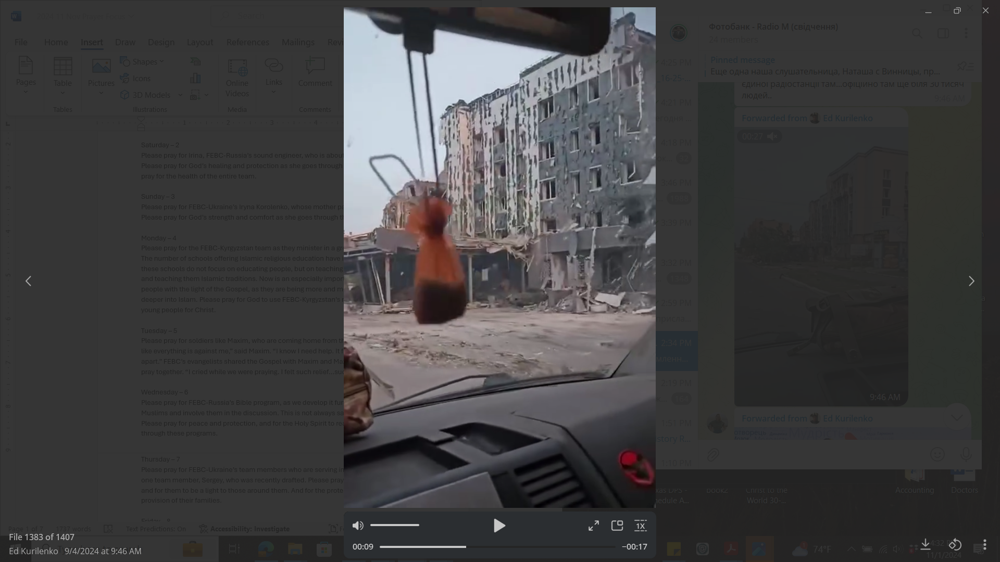 Search
File Home Insert Draw Design Layout References Mailings
Pages
Table
Pictures
Shapes
Icons
3D Models
Online
Videos
Links
Comment
Tables
Illustrations
Media
Comments
1 2 3 4
Saturday – 2
Please pray for Irina, FEBC-Russia's sound engineer, who is
Please pray for God's healing and protection as she goes through
pray for the health of the entire team.
Sunday – 3
Please pray for FEBC-Ukraine's Iryna Korolenko, whose mother
Please pray for God's strength and comfort as she goes through
Monday – 4
Please pray for the FEBC-Kyrgyzstan team as they minister in a
The number of schools offering Islamic religious education have
these schools do not focus on educating people, but on teaching
and teaching them Islamic traditions. Now is an especially
people with the light of the Gospel, as they are being more and
deeper into Islam. Please pray for God to use FEBC-Kyrgyzstan's
young people for Christ.
Tuesday – 5
Please pray for soldiers like Maxim, who are coming home from
like everything is against me," said Maxim. "I know I need help. It
apart." FEBC's evangelists shared the Gospel with Maxim and
pray together. "I cried while we were praying. I felt such
Wednesday – 6
Please pray for FEBC-Russia's Bible program, as we develop it
Muslims and involve them in the discussion. This is not always
Please pray for peace and protection, and for the Holy Spirit to
through these programs.
Thursday – 7
Please pray for FEBC-Ukraine's team members who are serving
one team member, Sergey, who was recently drafted. Please pray
and for them to be a light to those around them. And for the
provision of their families.
Friday – 8
Page 1 of 7 1737 words Text Predictions: On Accessibility: Investigate
File 1383 of 1407
Ed Kurilenko 9/4/2024 at 9:46 AM
00:09 −00:17
1X
4:25 PM
4:21 PM
4:18 PM
3:46 PM
3:39 PM
3:32 PM
2:59 PM
2:34 PM
2:19 PM
164
1:51 PM
1:10 PM
Фотобанк - Radio M (свідчення)
24 members
Pinned message
Еще одна наша слушательница, Наташа с Винницы, пр...
єдиної радіостанції там...офіційно там ще біля 30 тисяч
людей..
9:46 AM
Forwarded from Ed Kurilenko
00:27
9:46 AM
Forwarded from Ed Kurilenko
book2
Christ to the
World 30-...
Accounting
Doctors
74°F
11/1/2024